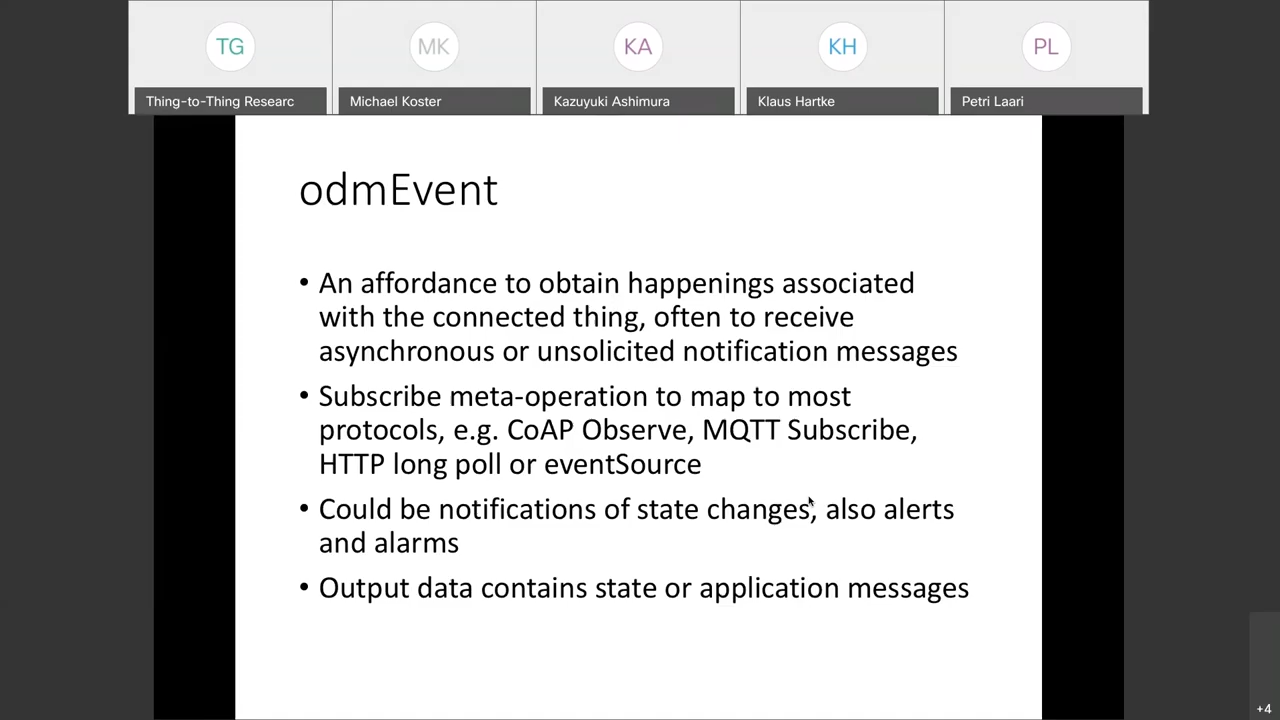 TG
MK
KA
KH
PL
Thing-to-Thing Researc
Michael Koster
Kazuyuki Ashimura
Klaus Hartke
Petri Laari
odmEvent
• An affordance to obtain happenings associated
with the connected thing, often to receive
asynchronous or unsolicited notification messages
• Subscribe meta-operation to map to most
protocols, e.g. CoAP Observe, MQTT Subscribe,
HTTP long poll or eventSource
• Could be notifications of state changes, also alerts
and alarms
• Output data contains state or application messages
+4